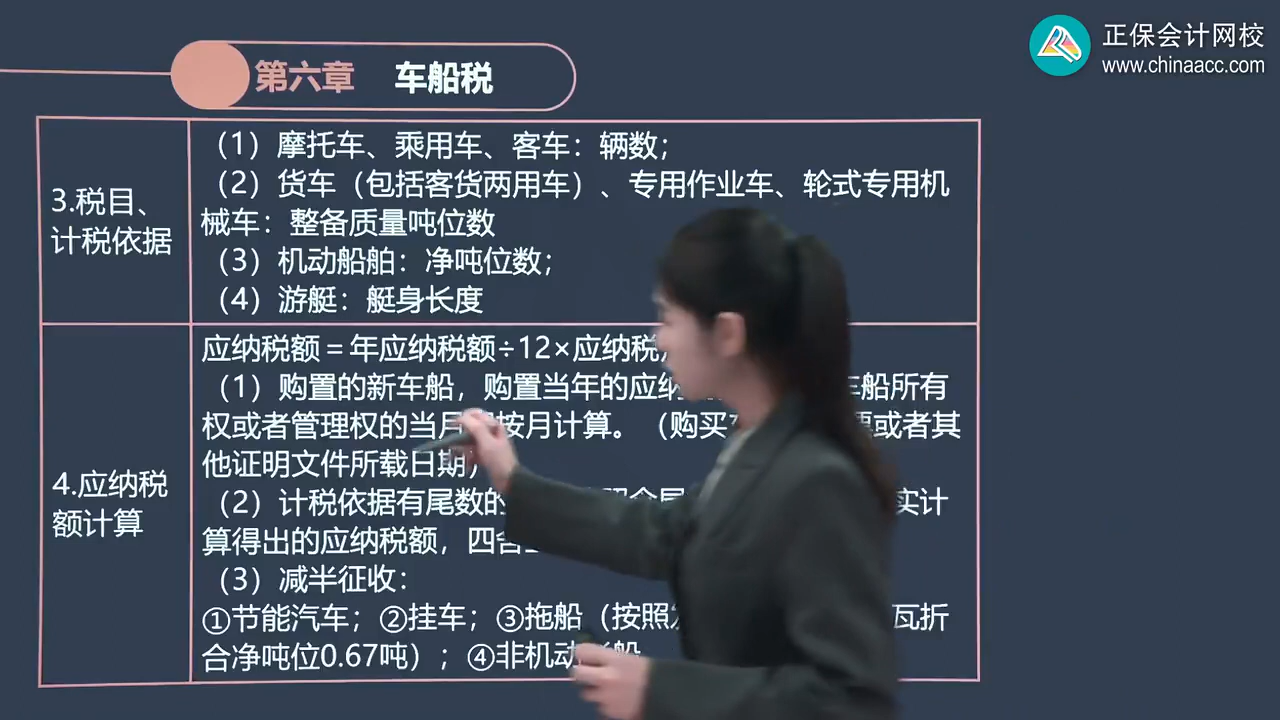 正保会计网校
www.chinaacc.com
第六章 车船税
3.税目、
计税依据
（1）摩托车、乘用车、客车：辆数；
（2）货车（包括客货两用车）、专用作业车、轮式专用机
械车：整备质量吨位数
（3）机动船舶：净吨位数；
（4）游艇：艇身长度
4.应纳税
额计算
应纳税额＝年应纳税额÷12×应纳税
（1）购置的新车船，购置当年的应纳 车船所有
权或者管理权的当月 按月计算。（购买 或者其
他证明文件所载日期）
（2）计税依据有尾数的 实计
算得出的应纳税额，四舍
（3）减半征收：
①节能汽车；②挂车；③拖船（按照 瓦折
合净吨位0.67吨）；④非机动 船